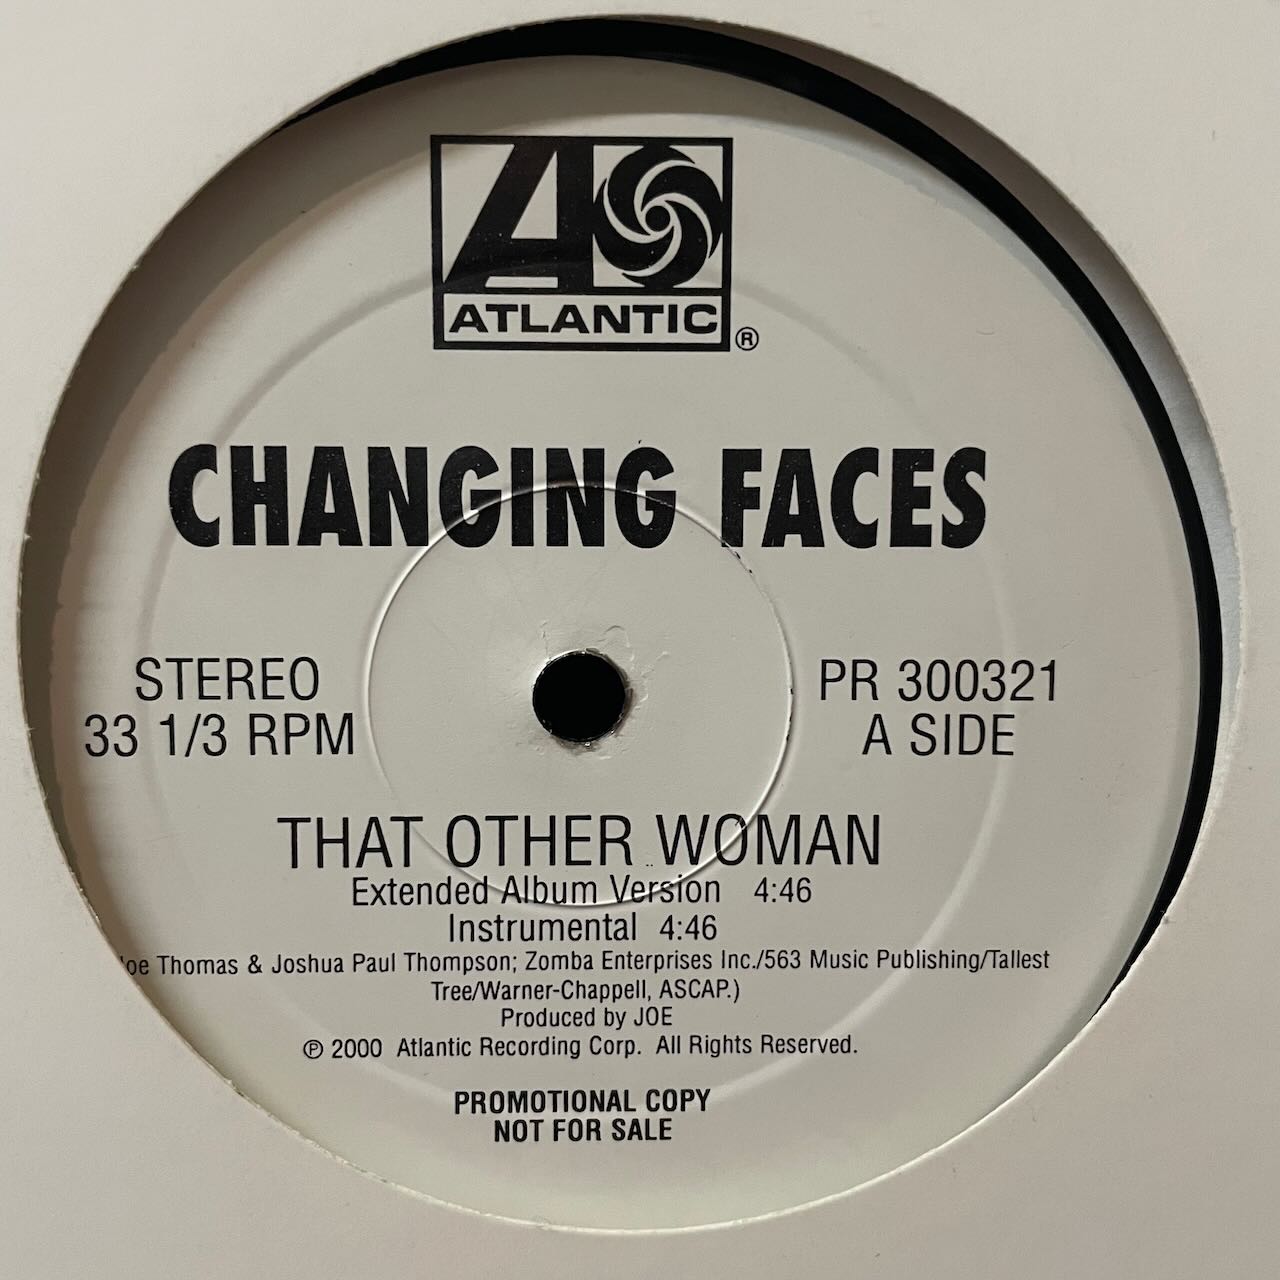 ATLANTIC®
CHANGING FACES
STEREO
33 1/3 RPM
PR 300321
A SIDE
THAT OTHER WOMAN
Extended Album Version 4:46
Instrumental 4:46
Joe Thomas & Joshua Paul Thompson; Zomba Enterprises Inc./563 Music Publishing/Tallest
Tree/Warner-Chappell, ASCAP.)
Produced by JOE
℗ 2000 Atlantic Recording Corp. All Rights Reserved.
PROMOTIONAL COPY
NOT FOR SALE